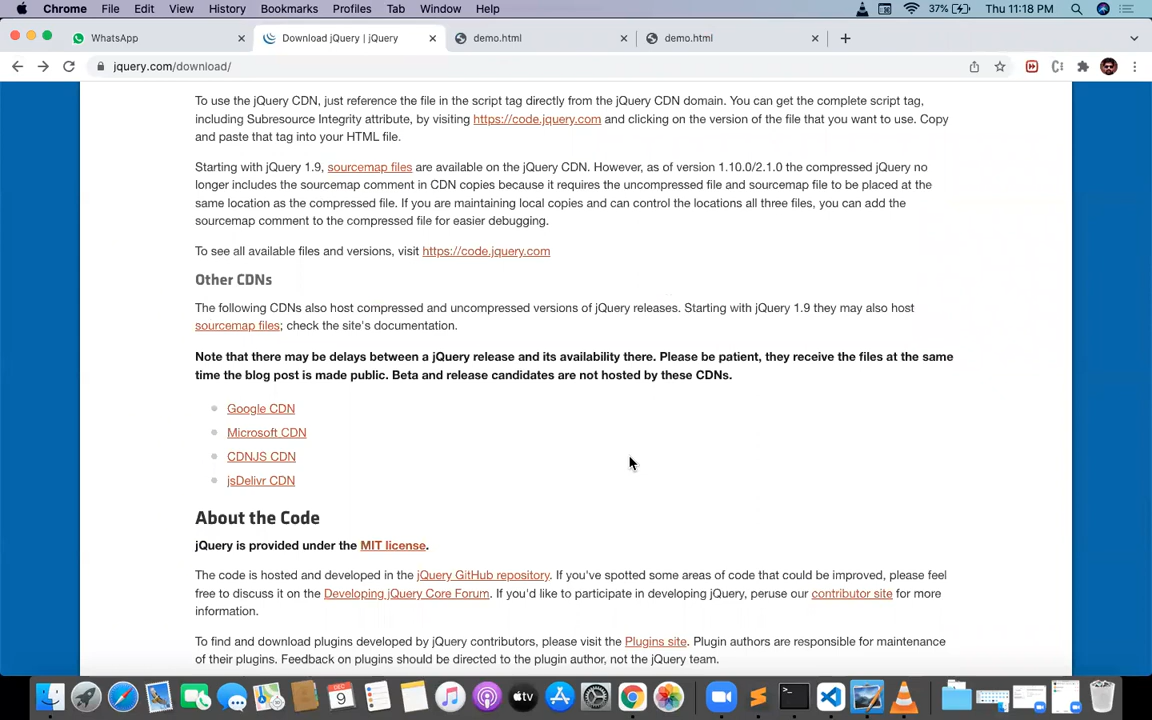 Chrome File Edit View History Bookmarks Profiles Tab Window Help 37% Thu 11:18 PM
WhatsApp Download jQuery | jQuery demo.html demo.html
jquery.com/download/
To use the jQuery CDN, just reference the file in the script tag directly from the jQuery CDN domain. You can get the complete script tag,
including Subresource Integrity attribute, by visiting https://code.jquery.com and clicking on the version of the file that you want to use. Copy
and paste that tag into your HTML file.
Starting with jQuery 1.9, sourcemap files are available on the jQuery CDN. However, as of version 1.10.0/2.1.0 the compressed jQuery no
longer includes the sourcemap comment in CDN copies because it requires the uncompressed file and sourcemap file to be placed at the
same location as the compressed file. If you are maintaining local copies and can control the locations all three files, you can add the
sourcemap comment to the compressed file for easier debugging.
To see all available files and versions, visit https://code.jquery.com
Other CDNs
The following CDNs also host compressed and uncompressed versions of jQuery releases. Starting with jQuery 1.9 they may also host
sourcemap files; check the site's documentation.
Note that there may be delays between a jQuery release and its availability there. Please be patient, they receive the files at the same
time the blog post is made public. Beta and release candidates are not hosted by these CDNs.
Google CDN
Microsoft CDN
CDNJS CDN
jsDelivr CDN
About the Code
jQuery is provided under the MIT license.
The code is hosted and developed in the jQuery GitHub repository. If you've spotted some areas of code that could be improved, please feel
free to discuss it on the Developing jQuery Core Forum. If you'd like to participate in developing jQuery, peruse our contributor site for more
information.
To find and download plugins developed by jQuery contributors, please visit the Plugins site. Plugin authors are responsible for maintenance
of their plugins. Feedback on plugins should be directed to the plugin author, not the jQuery team.
DEC
9
tv